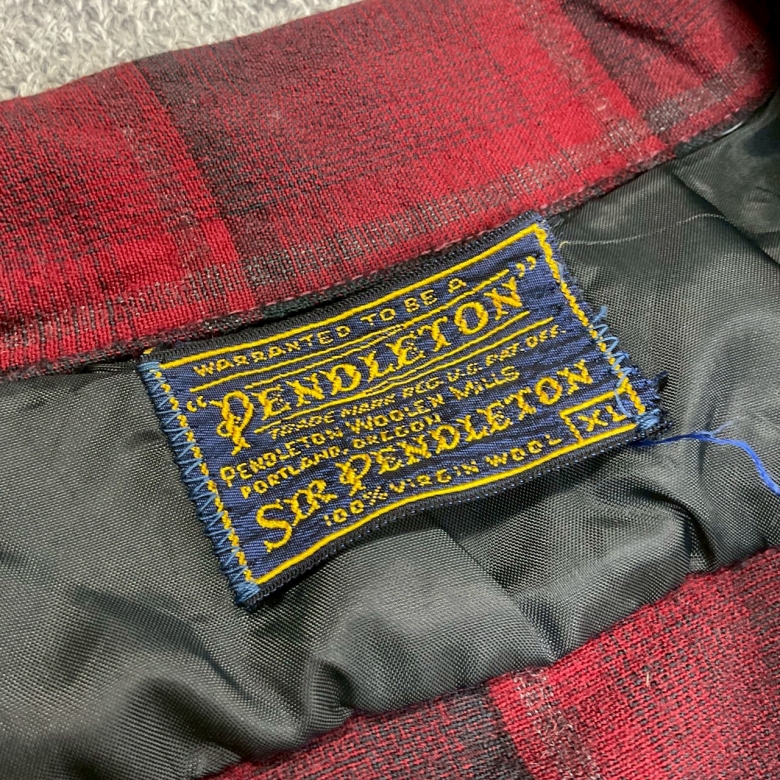 WARRANTED TO BE A
"PENDLETON"
TRADE MARK REG. U.S. PAT. OFF.
PENDLETON WOOLEN MILLS
PORTLAND, OREGON
SIR PENDLETON
100% VIRGIN WOOL XL